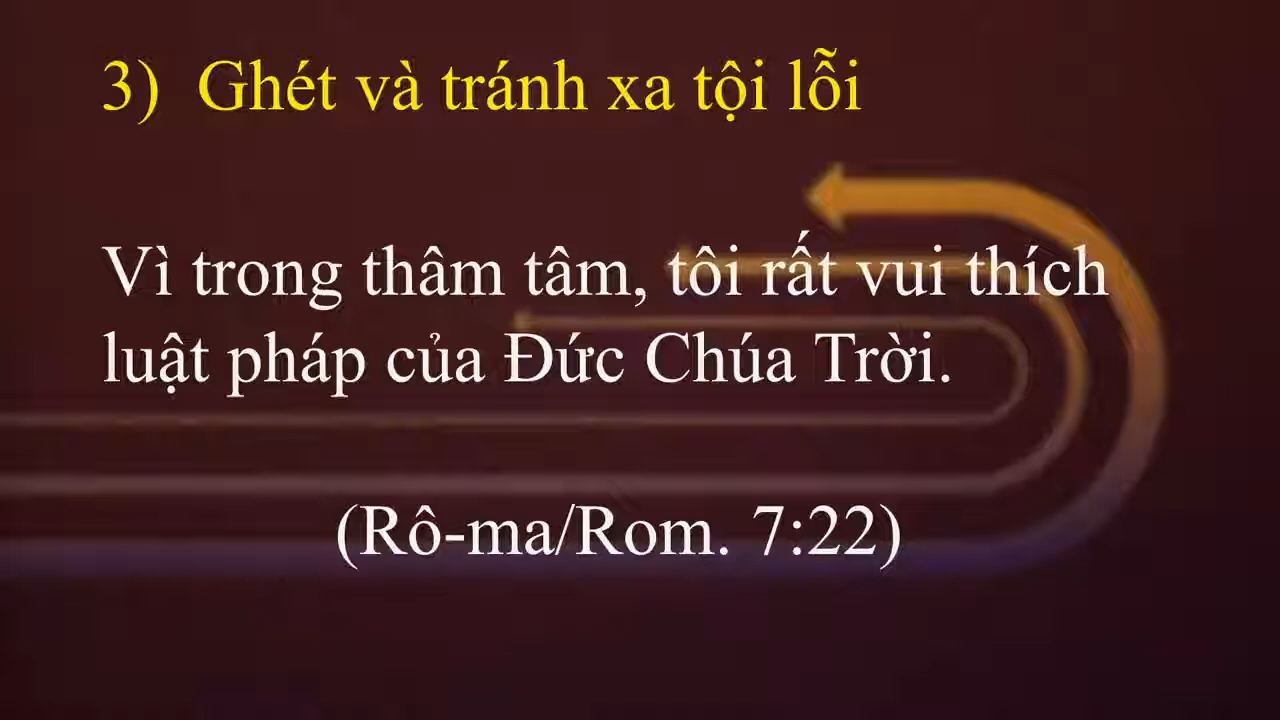 3) Ghét và tránh xa tội lỗi
Vì trong thâm tâm, tôi rất vui thích
luật pháp của Đức Chúa Trời.
(Rô-ma/Rom. 7:22)